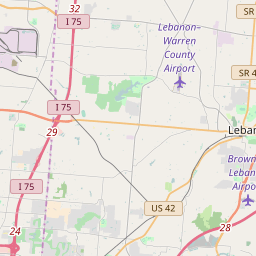 32
SR
I 75
Lebanon-
Warren
County
Airport
SR 4
I 75
29
Leban
Brown
Leban
Airpo
I 75
US 42
24
28